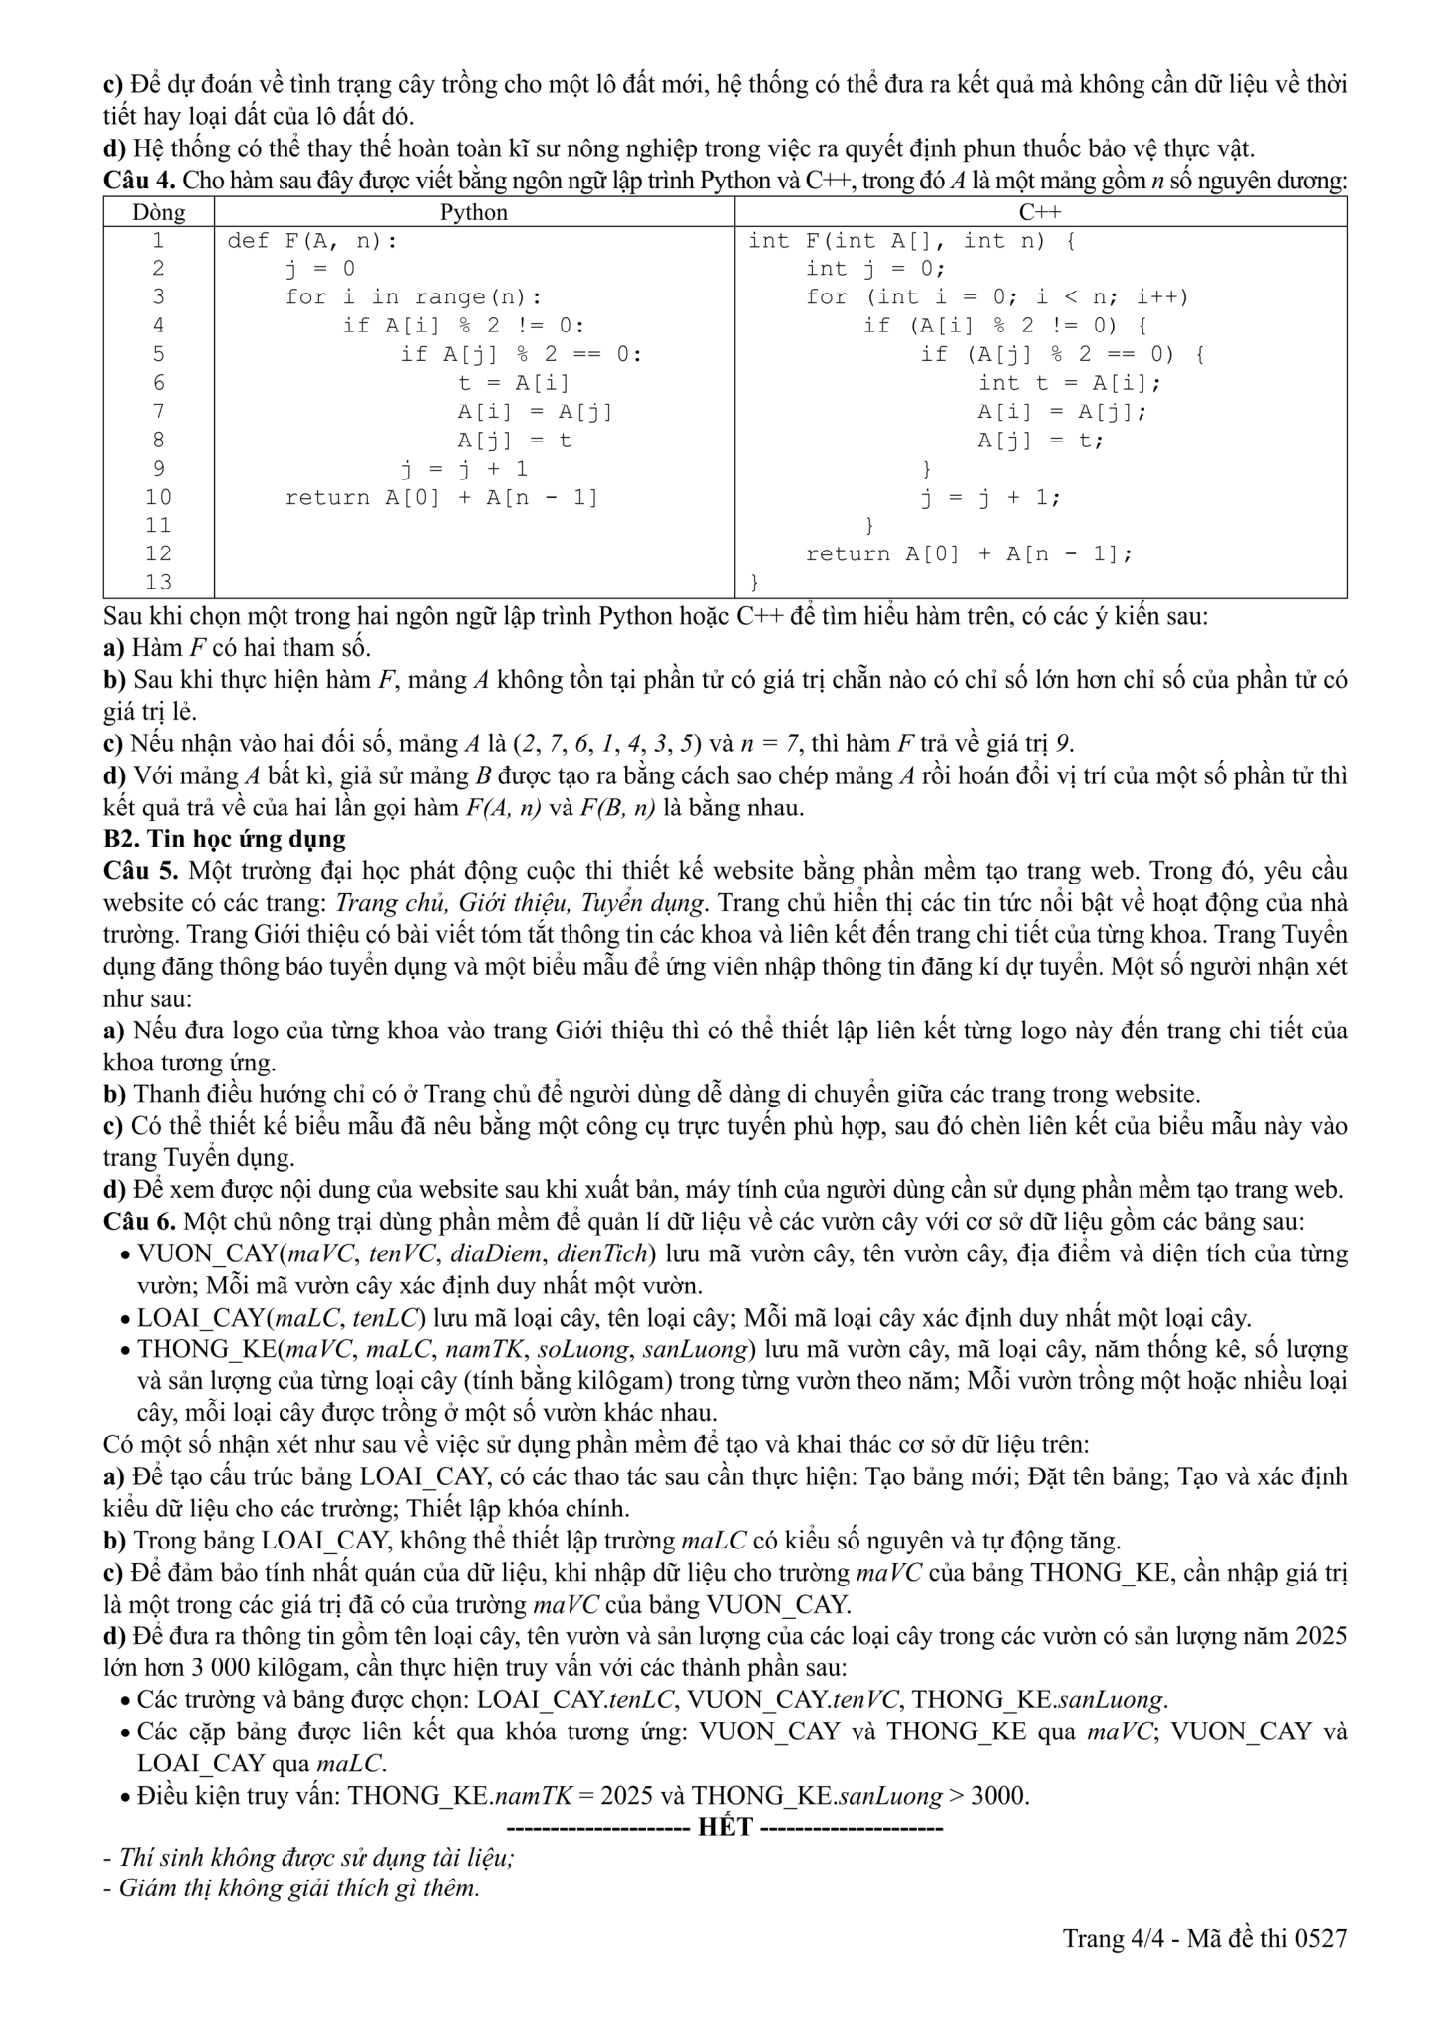 c) Để dự đoán về tình trạng cây trồng cho một lô đất mới, hệ thống có thể đưa ra kết quả mà không cần dữ liệu về thời
tiết hay loại đất của lô đất đó.
d) Hệ thống có thể thay thế hoàn toàn kĩ sư nông nghiệp trong việc ra quyết định phun thuốc bảo vệ thực vật.
Câu 4. Cho hàm sau đây được viết bằng ngôn ngữ lập trình Python và C++, trong đó A là một mảng gồm n số nguyên dương:
Dòng Python C++
1 def F(A, n): int F(int A[], int n) {
2 j = 0 int j = 0;
3 for i in range(n): for (int i = 0; i < n; i++)
4 if A[i] % 2 != 0: if (A[i] % 2 != 0) {
5 if A[j] % 2 == 0: if (A[j] % 2 == 0) {
6 t = A[i] int t = A[i];
7 A[i] = A[j] A[i] = A[j];
8 A[j] = t A[j] = t;
9 j = j + 1 }
10 return A[0] + A[n - 1] j = j + 1;
11 }
12 return A[0] + A[n - 1];
13 }
Sau khi chọn một trong hai ngôn ngữ lập trình Python hoặc C++ để tìm hiểu hàm trên, có các ý kiến sau:
a) Hàm F có hai tham số.
b) Sau khi thực hiện hàm F, mảng A không tồn tại phần tử có giá trị chẵn nào có chỉ số lớn hơn chỉ số của phần tử có
giá trị lẻ.
c) Nếu nhận vào hai đối số, mảng A là (2, 7, 6, 1, 4, 3, 5) và n = 7, thì hàm F trả về giá trị 9.
d) Với mảng A bất kì, giả sử mảng B được tạo ra bằng cách sao chép mảng A rồi hoán đổi vị trí của một số phần tử thì
kết quả trả về của hai lần gọi hàm F(A, n) và F(B, n) là bằng nhau.
B2. Tin học ứng dụng
Câu 5. Một trường đại học phát động cuộc thi thiết kế website bằng phần mềm tạo trang web. Trong đó, yêu cầu
website có các trang: Trang chủ, Giới thiệu, Tuyển dụng. Trang chủ hiển thị các tin tức nổi bật về hoạt động của nhà
trường. Trang Giới thiệu có bài viết tóm tắt thông tin các khoa và liên kết đến trang chi tiết của từng khoa. Trang Tuyển
dụng đăng thông báo tuyển dụng và một biểu mẫu để ứng viên nhập thông tin đăng kí dự tuyển. Một số người nhận xét
như sau:
a) Nếu đưa logo của từng khoa vào trang Giới thiệu thì có thể thiết lập liên kết từng logo này đến trang chi tiết của
khoa tương ứng.
b) Thanh điều hướng chỉ có ở Trang chủ để người dùng dễ dàng di chuyển giữa các trang trong website.
c) Có thể thiết kế biểu mẫu đã nêu bằng một công cụ trực tuyến phù hợp, sau đó chèn liên kết của biểu mẫu này vào
trang Tuyển dụng.
d) Để xem được nội dung của website sau khi xuất bản, máy tính của người dùng cần sử dụng phần mềm tạo trang web.
Câu 6. Một chủ nông trại dùng phần mềm để quản lí dữ liệu về các vườn cây với cơ sở dữ liệu gồm các bảng sau:
• VUON_CAY(maVC, tenVC, diaDiem, dienTich) lưu mã vườn cây, tên vườn cây, địa điểm và diện tích của từng
vườn; Mỗi mã vườn cây xác định duy nhất một vườn.
• LOAI_CAY(maLC, tenLC) lưu mã loại cây, tên loại cây; Mỗi mã loại cây xác định duy nhất một loại cây.
• THONG_KE(maVC, maLC, namTK, soLuong, sanLuong) lưu mã vườn cây, mã loại cây, năm thống kê, số lượng
và sản lượng của từng loại cây (tính bằng kilôgam) trong từng vườn theo năm; Mỗi vườn trồng một hoặc nhiều loại
cây, mỗi loại cây được trồng ở một số vườn khác nhau.
Có một số nhận xét như sau về việc sử dụng phần mềm để tạo và khai thác cơ sở dữ liệu trên:
a) Để tạo cấu trúc bảng LOAI_CAY, có các thao tác sau cần thực hiện: Tạo bảng mới; Đặt tên bảng; Tạo và xác định
kiểu dữ liệu cho các trường; Thiết lập khóa chính.
b) Trong bảng LOAI_CAY, không thể thiết lập trường maLC có kiểu số nguyên và tự động tăng.
c) Để đảm bảo tính nhất quán của dữ liệu, khi nhập dữ liệu cho trường maVC của bảng THONG_KE, cần nhập giá trị
là một trong các giá trị đã có của trường maVC của bảng VUON_CAY.
d) Để đưa ra thông tin gồm tên loại cây, tên vườn và sản lượng của các loại cây trong các vườn có sản lượng năm 2025
lớn hơn 3 000 kilôgam, cần thực hiện truy vấn với các thành phần sau:
• Các trường và bảng được chọn: LOAI_CAY.tenLC, VUON_CAY.tenVC, THONG_KE.sanLuong.
• Các cặp bảng được liên kết qua khóa tương ứng: VUON_CAY và THONG_KE qua maVC; VUON_CAY và
LOAI_CAY qua maLC.
• Điều kiện truy vấn: THONG_KE.namTK = 2025 và THONG_KE.sanLuong > 3000.
--------------------- HẾT ---------------------
- Thí sinh không được sử dụng tài liệu;
- Giám thị không giải thích gì thêm.
Trang 4/4 - Mã đề thi 0527